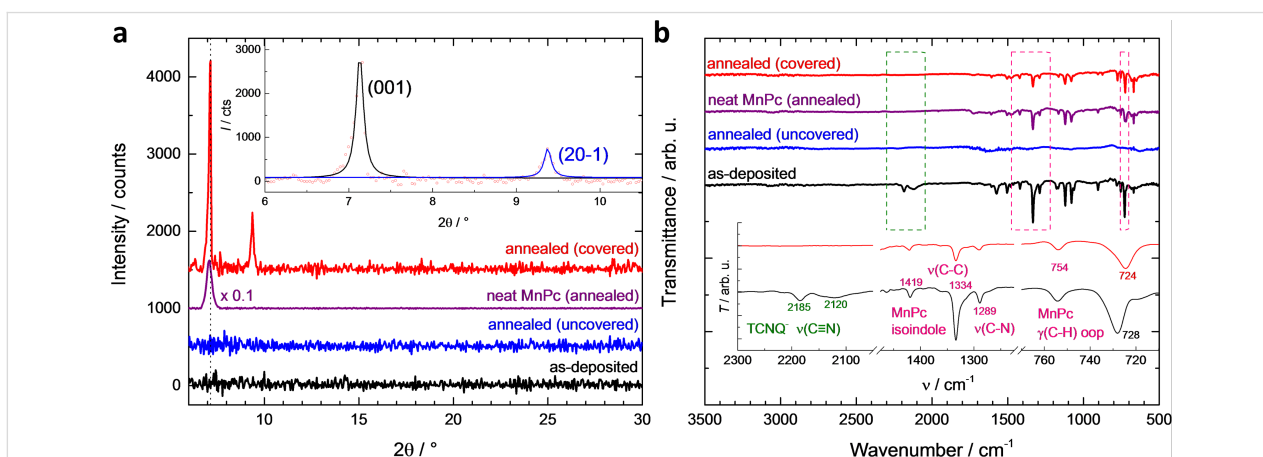 a
Intensity / counts
4000
3000
2000
1000
0
10
15
20
25
30
2θ / °
annealed (covered)
neat MnPc (annealed)
x 0.1
annealed (uncovered)
as-deposited
I / cts
3000
2000
1000
0
6
7
8
9
10
2θ / °
(001)
(20-1)
b
Transmittance / arb. u.
annealed (covered)
neat MnPc (annealed)
annealed (uncovered)
as-deposited
T / arb. u.
ν(C-C)
754
724
1419
1334
2185
2120
1289
728
TCNQ⁻ ν(C≡N)
MnPc
isoindole
ν(C-N)
MnPc
γ(C-H) oop
2300
2200
2100
1400
1300
760
740
720
ν / cm⁻¹
3500
3000
2500
2000
1500
1000
500
Wavenumber / cm⁻¹